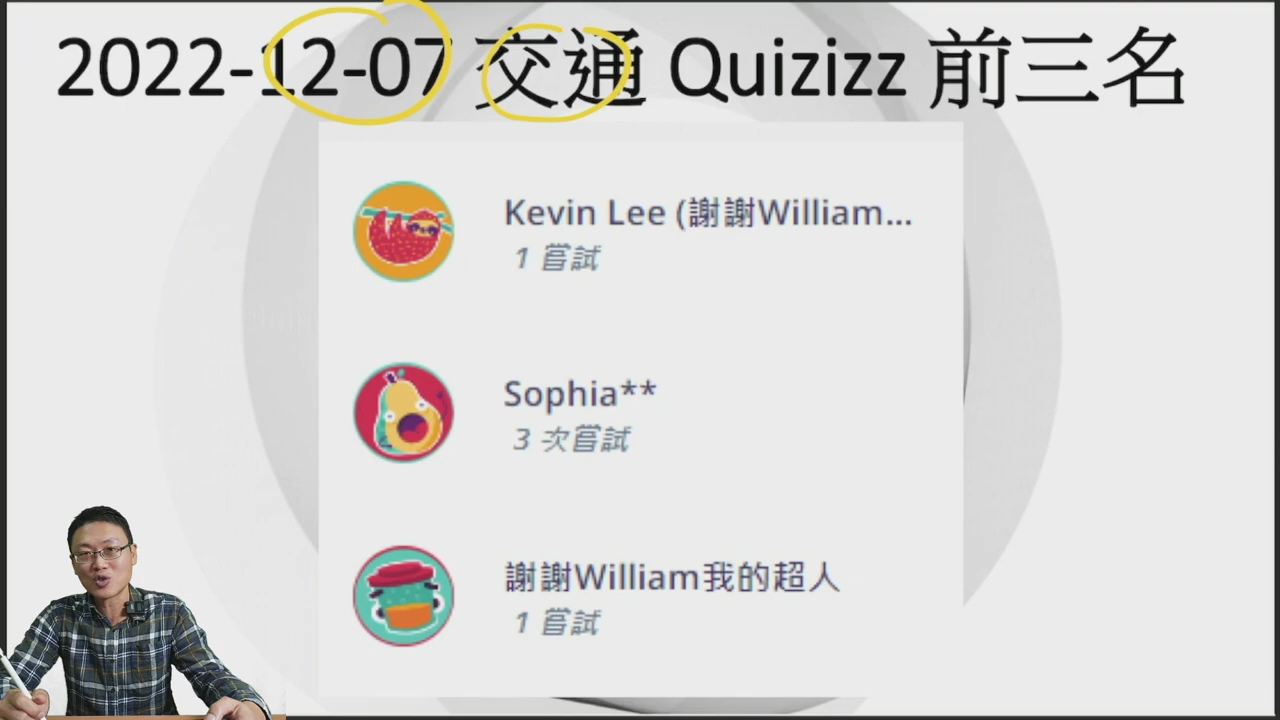 2022-12-07 交通 Quizizz 前三名
Kevin Lee (謝謝William...
1 嘗試
Sophia**
3 次嘗試
謝謝William我的超人
1 嘗試